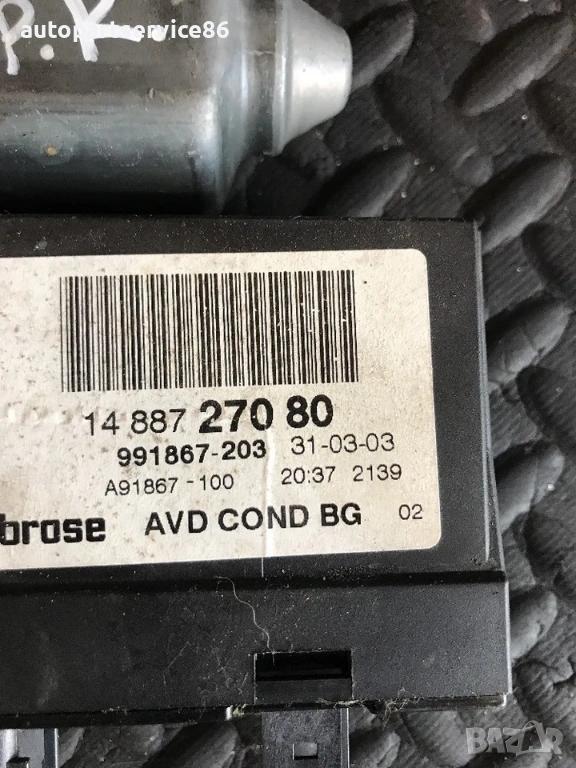 autopartservice86
P.K.
14 887 270 80
991867-203 31-03-03
A91867 -100 20:37 2139
brose AVD COND BG 02
bazar